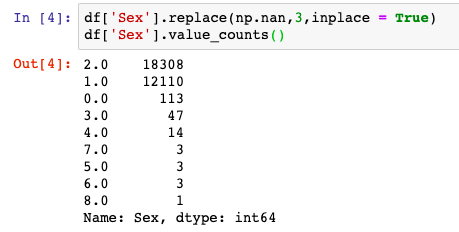 In [4]: df['Sex'].replace(np.nan,3,inplace = True)
df['Sex'].value_counts()
Out[4]: 2.0    18308
1.0    12110
0.0      113
3.0       47
4.0       14
7.0        3
5.0        3
6.0        3
8.0        1
Name: Sex, dtype: int64